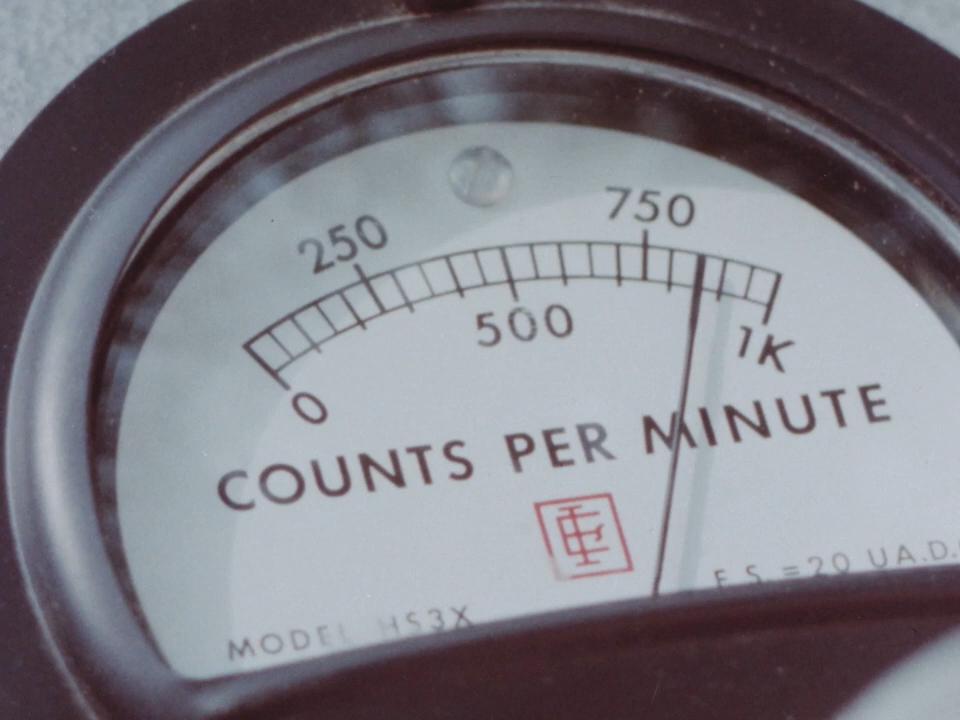 250 750
500
0 1K
COUNTS PER MINUTE
MODEL HS3X F.S. = 20 UA.D.